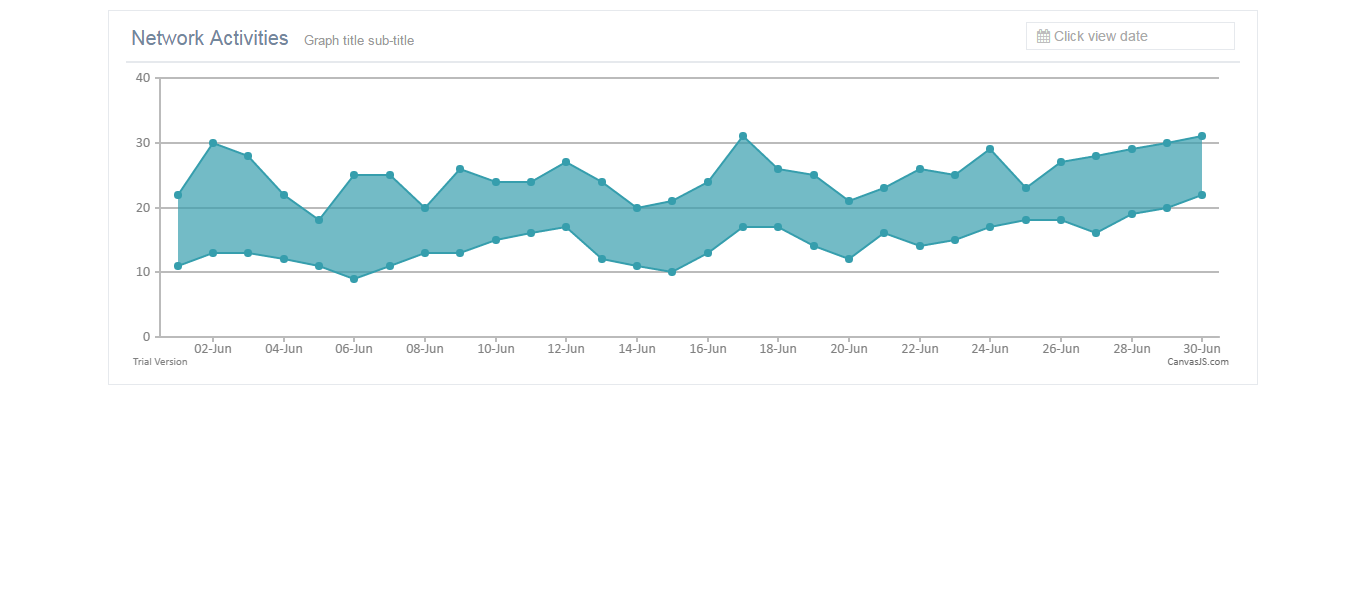 Network Activities Graph title sub-title
Click view date
40
30
20
10
0
02-Jun 04-Jun 06-Jun 08-Jun 10-Jun 12-Jun 14-Jun 16-Jun 18-Jun 20-Jun 22-Jun 24-Jun 26-Jun 28-Jun 30-Jun
Trial Version
CanvasJS.com